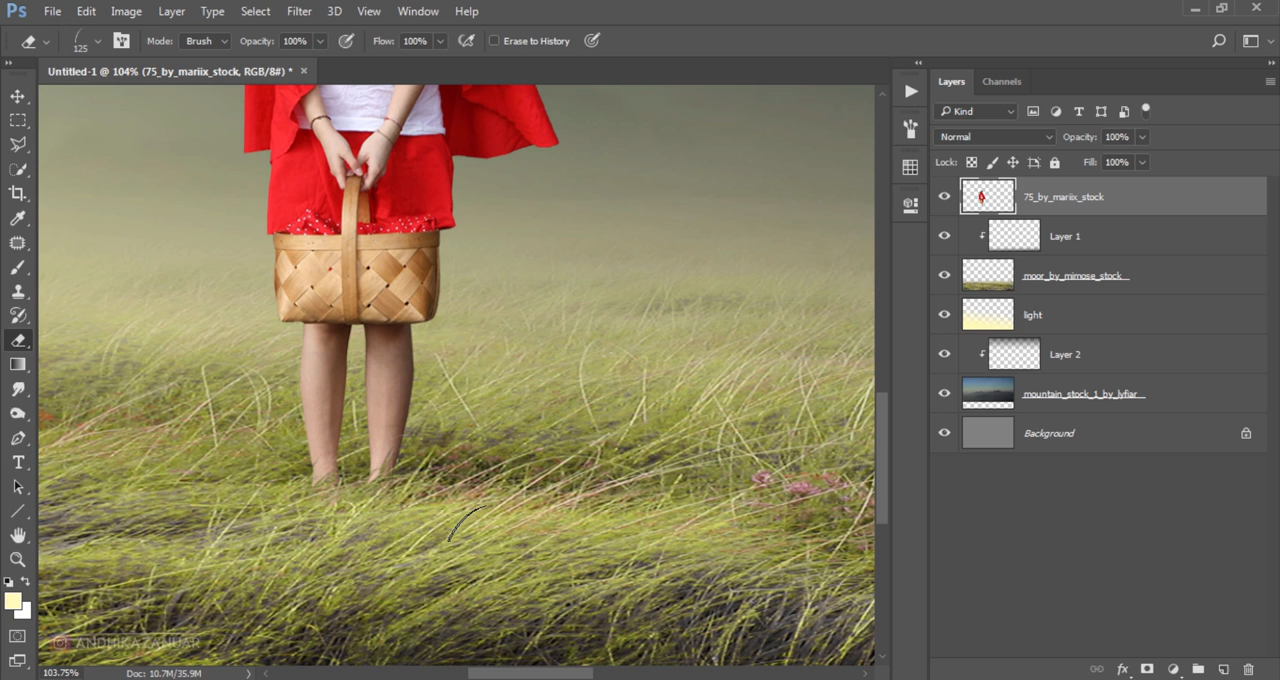 Ps File Edit Image Layer Type Select Filter 3D View Window Help
125 Mode: Brush Opacity: 100% Flow: 100% Erase to History
Untitled-1 @ 104% (75_by_mariix_stock, RGB/8#) *
Layers Channels
Kind
Normal Opacity: 100%
Lock: Fill: 100%
75_by_mariix_stock
Layer 1
moor_by_mimose_stock
light
Layer 2
mountain_stock_1_by_lyfiar
Background
ANDHIKAZANUAR
103.75% Doc: 10.7M/35.9M